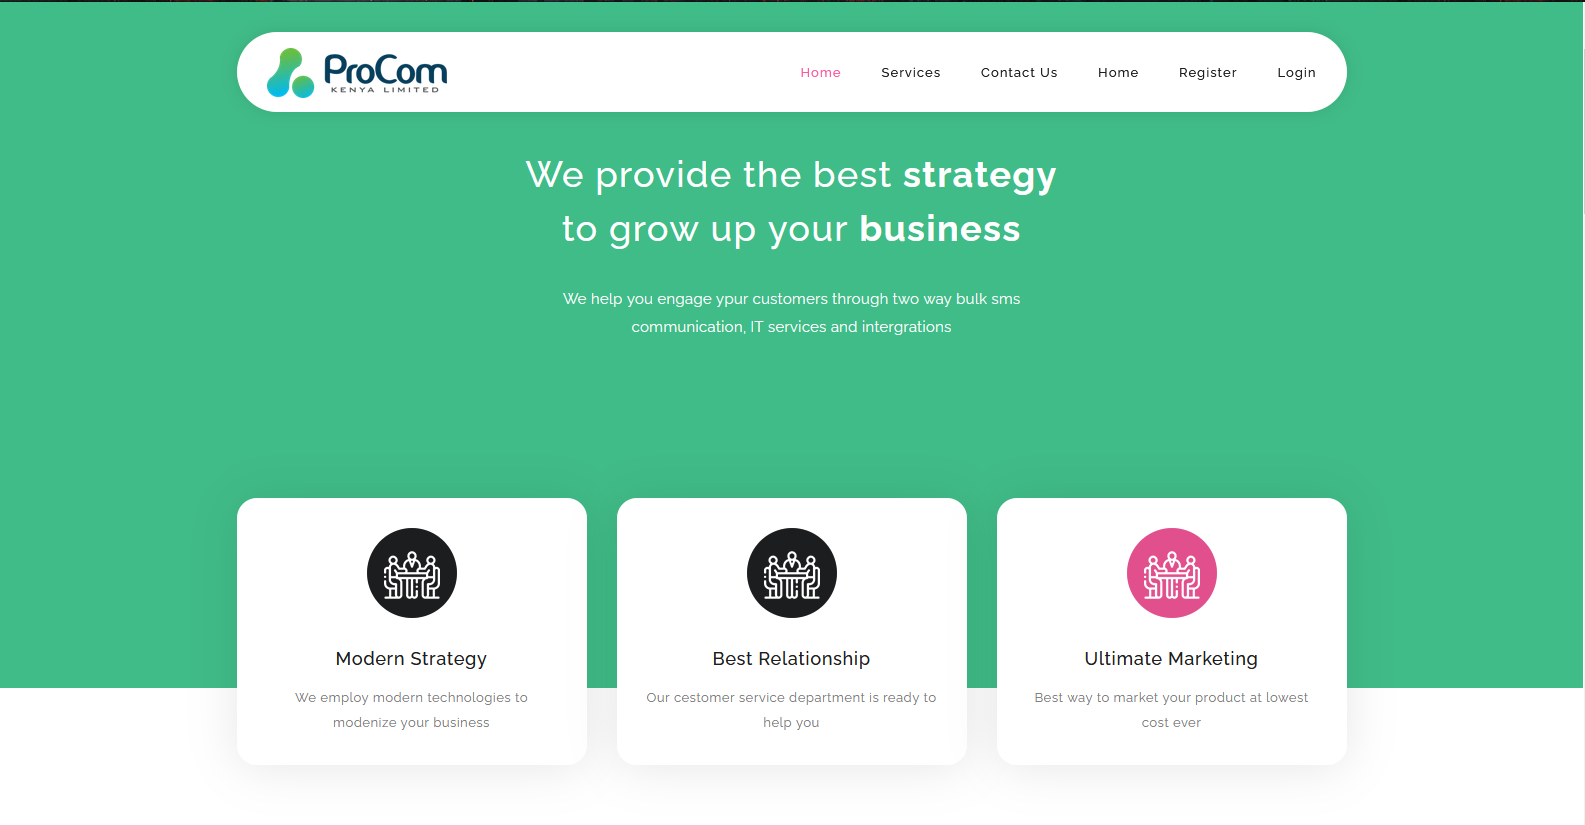 ProCom
KENYA LIMITED
Home
Services
Contact Us
Home
Register
Login
We provide the best strategy
to grow up your business
We help you engage ypur customers through two way bulk sms
communication, IT services and intergrations
Modern Strategy
We employ modern technologies to
modenize your business
Best Relationship
Our cestomer service department is ready to
help you
Ultimate Marketing
Best way to market your product at lowest
cost ever